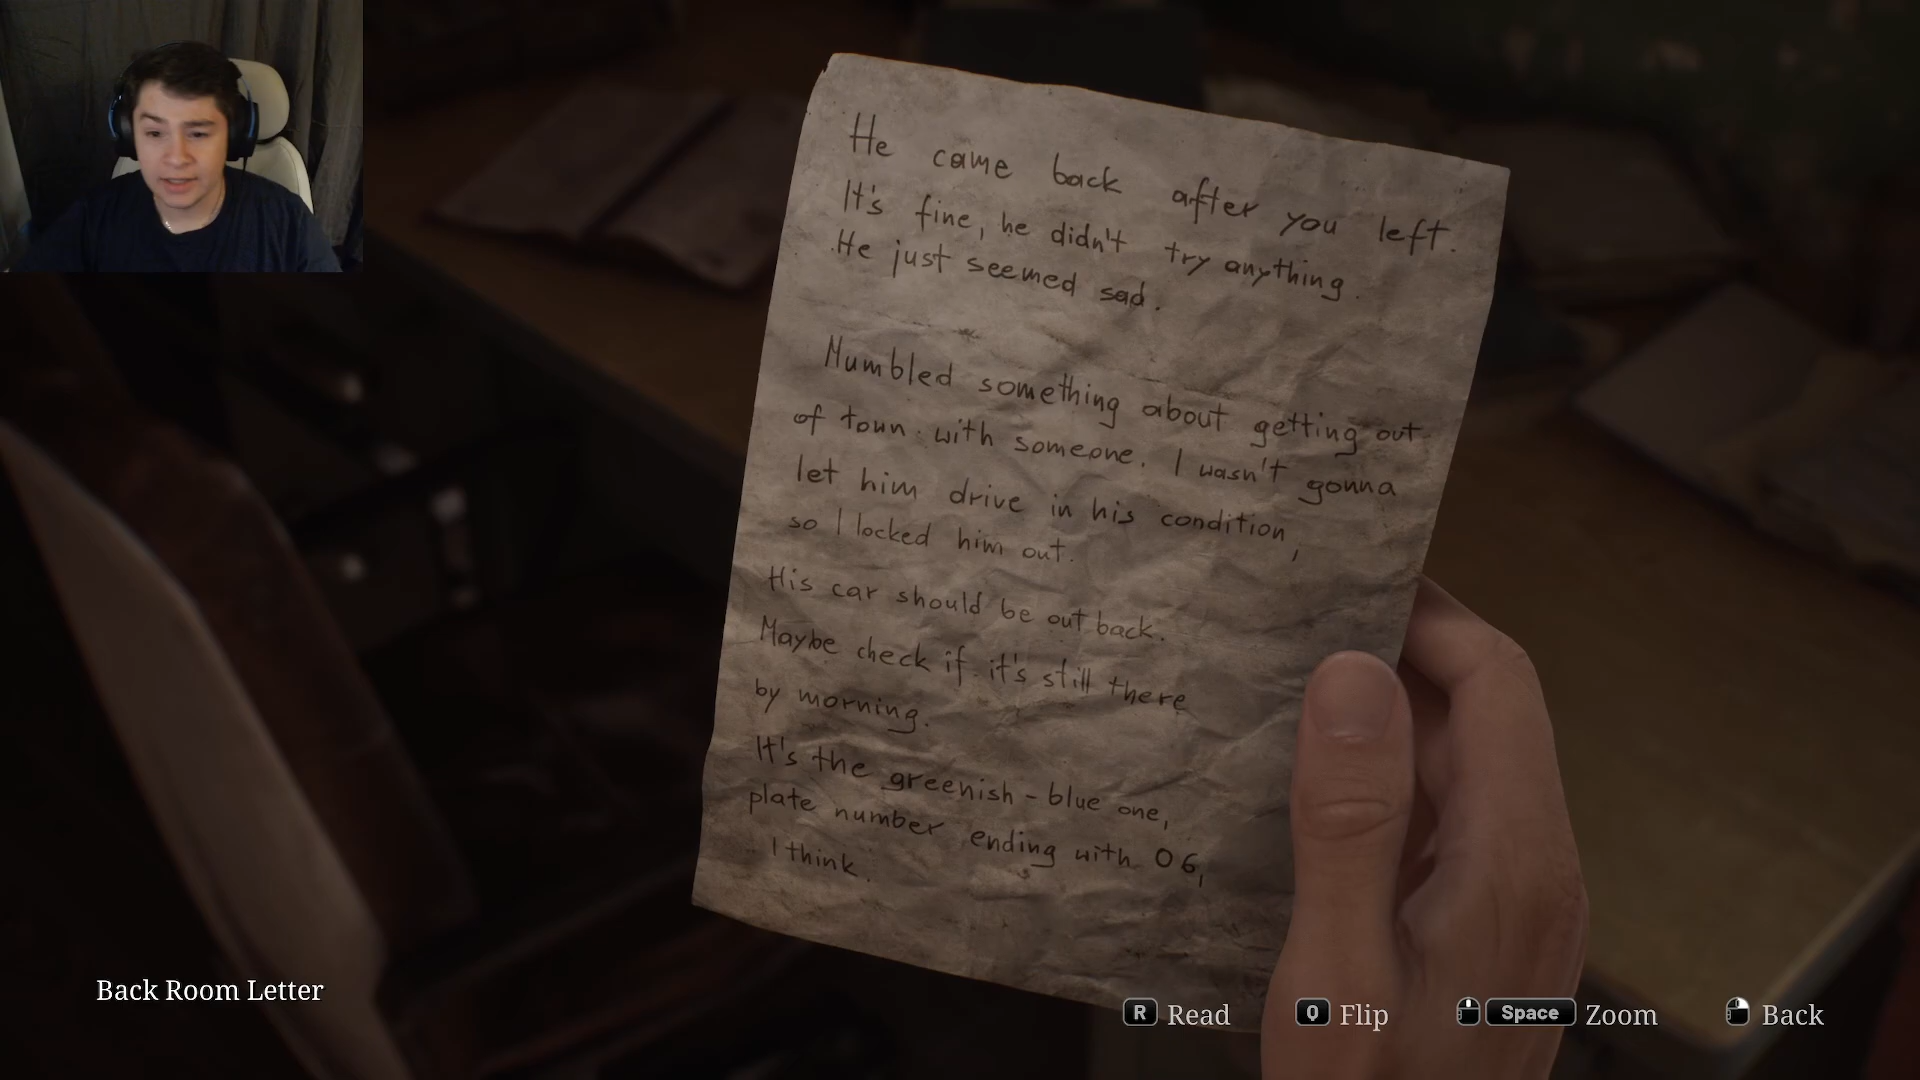 He came back after you left.
It's fine, he didn't try anything.
He just seemed sad.
Mumbled something about getting out
of town with someone. I wasn't gonna
let him drive in his condition,
so I locked him out.
His car should be out back.
Maybe check if it's still there
by morning.
It's the greenish-blue one,
plate number ending with 06,
I think.
Back Room Letter
R Read
Q Flip
Space Zoom
Back